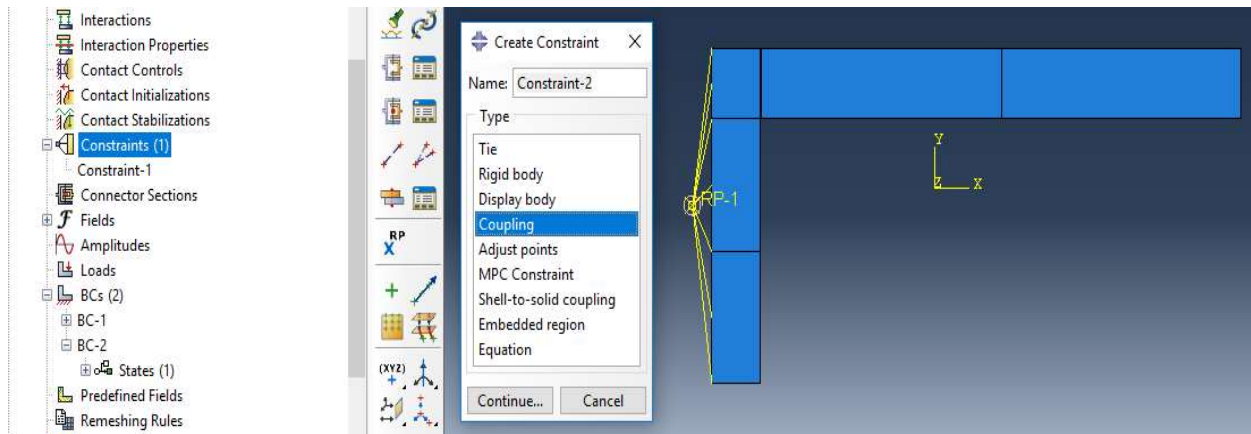 Interactions
Interaction Properties
Contact Controls
Contact Initializations
Contact Stabilizations
Constraints (1)
Constraint-1
Connector Sections
Fields
Amplitudes
Loads
BCs (2)
BC-1
BC-2
States (1)
Predefined Fields
Remeshing Rules
RP
(XYZ)
Create Constraint
Name: Constraint-2
Type
Tie
Rigid body
Display body
Coupling
Adjust points
MPC Constraint
Shell-to-solid coupling
Embedded region
Equation
Continue... Cancel
RP-1
Y
Z X